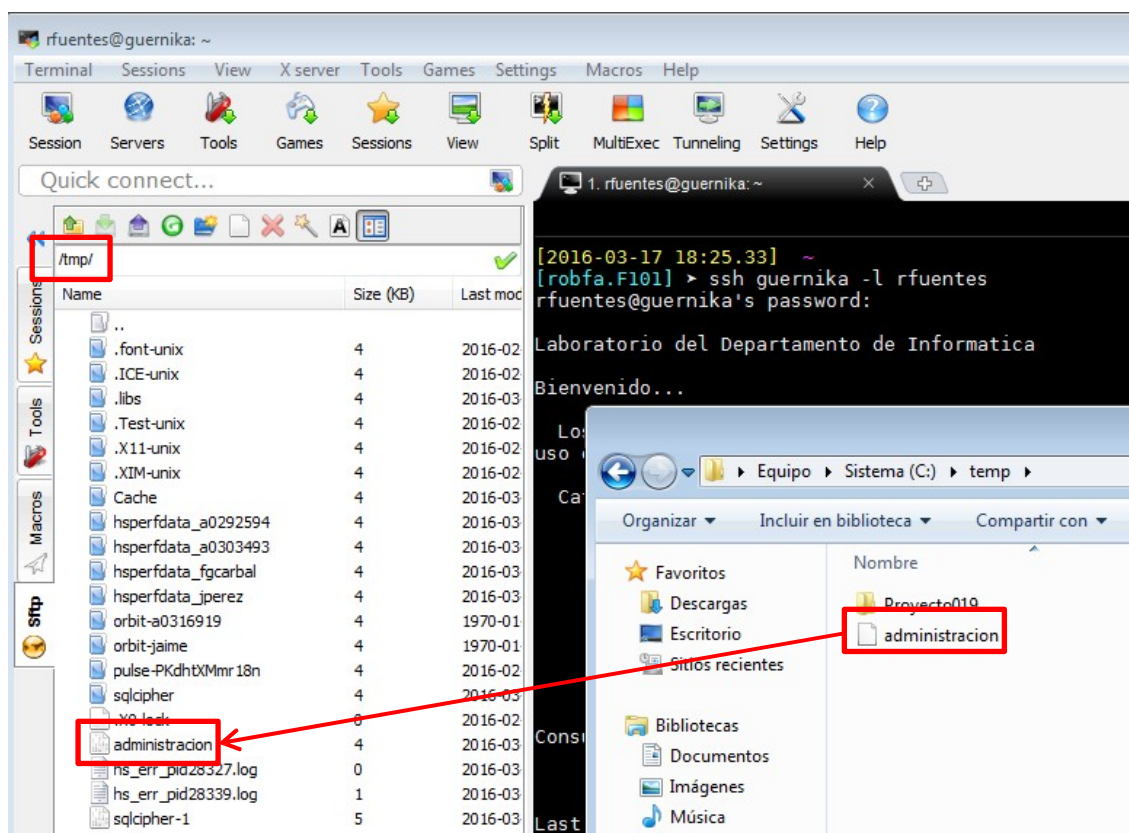 rfuentes@guernika: ~
Terminal Sessions View X server Tools Games Settings Macros Help
Session Servers Tools Games Sessions View Split MultiExec Tunneling Settings Help
Quick connect...
1. rfuentes@guernika: ~
/tmp/
Name Size (KB) Last mod
..
.font-unix 4 2016-02
.ICE-unix 4 2016-02
.libs 4 2016-03
.Test-unix 4 2016-02
.X11-unix 4 2016-02
.XIM-unix 4 2016-02
Cache 4 2016-03
hsperfdata_a0292594 4 2016-03
hsperfdata_a0303493 4 2016-03
hsperfdata_fgcarbal 4 2016-03
hsperfdata_jperez 4 2016-03
orbit-a0316919 4 1970-01
orbit-jaime 4 1970-01
pulse-PKdhtXMmr18n 4 2016-02
sqlcipher 4 2016-03
.X0-lock 0 2016-02
administracion 4 2016-03
hs_err_pid28327.log 0 2016-03
hs_err_pid28339.log 1 2016-03
sqlcipher-1 5 2016-03
Sessions
Tools
Macros
Sftp
[2016-03-17 18:25.33] ~
[robfa.F101] ➤ ssh guernika -l rfuentes
rfuentes@guernika's password:
Laboratorio del Departamento de Informatica
Bienvenido...
uso
Last
Equipo Sistema (C:) temp
Organizar Incluir en biblioteca Compartir con
Favoritos
Descargas
Escritorio
Sitios recientes
Bibliotecas
Documentos
Imágenes
Música
Nombre
Proyecto019
administracion